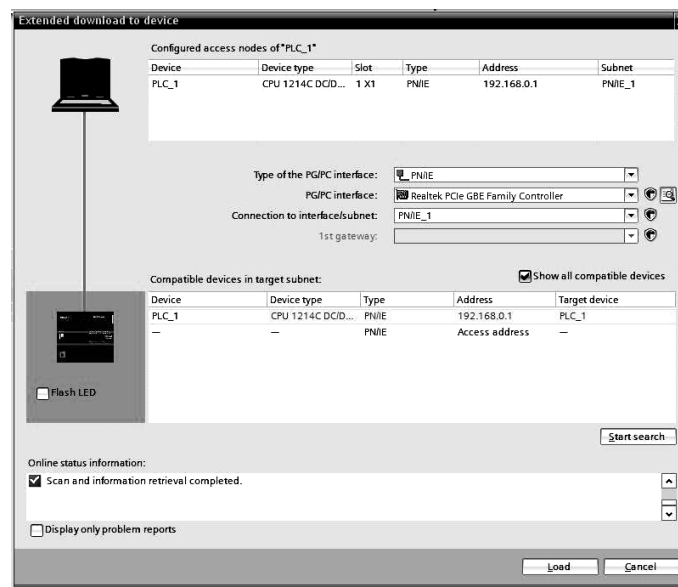 Extended download to device
Configured access nodes of "PLC_1"
Device Device type Slot Type Address Subnet
PLC_1 CPU 1214C DC/D... 1 X1 PN/IE 192.168.0.1 PN/IE_1
Type of the PG/PC interface: PN/IE
PG/PC interface: Realtek PCIe GBE Family Controller
Connection to interface/subnet: PN/IE_1
1st gateway:
Compatible devices in target subnet: Show all compatible devices
Device Device type Type Address Target device
PLC_1 CPU 1214C DC/D... PN/IE 192.168.0.1 PLC_1
— — PN/IE Access address —
Flash LED
Start search
Online status information:
Scan and information retrieval completed.
Display only problem reports
Load Cancel